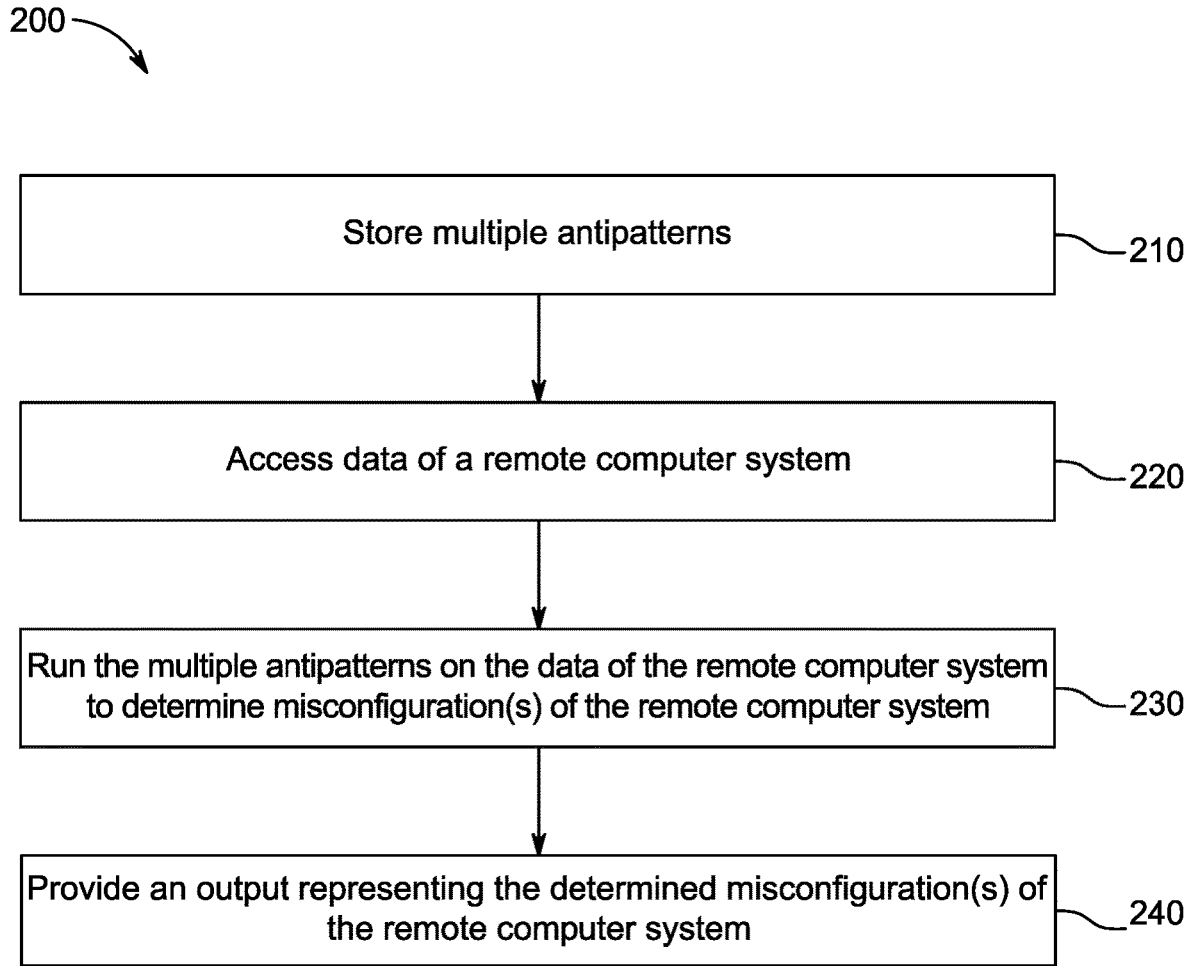 200
Store multiple antipatterns
210
Access data of a remote computer system
220
Run the multiple antipatterns on the data of the remote computer system
to determine misconfiguration(s) of the remote computer system
230
Provide an output representing the determined misconfiguration(s) of
the remote computer system
240